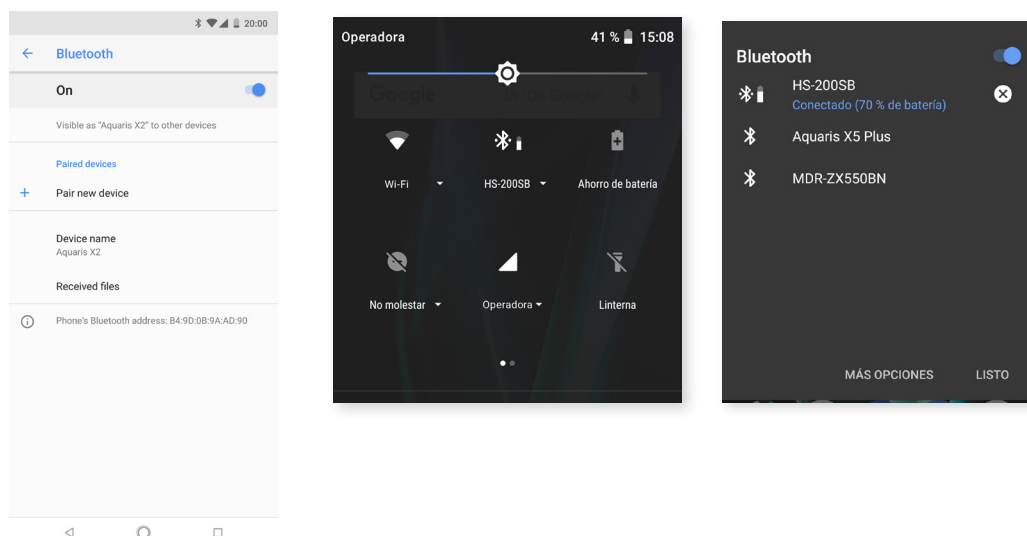 20:00
Bluetooth
On
Visible as “Aquaris X2” to other devices
Paired devices
Pair new device
Device name
Aquaris X2
Received files
Phone's Bluetooth address: B4:9D:0B:9A:AD:90
Operadora 41 % 15:08
Google
Wi-Fi HS-200SB Ahorro de batería
No molestar Operadora Linterna
Bluetooth
HS-200SB
Conectado (70 % de batería)
Aquaris X5 Plus
MDR-ZX550BN
MÁS OPCIONES LISTO